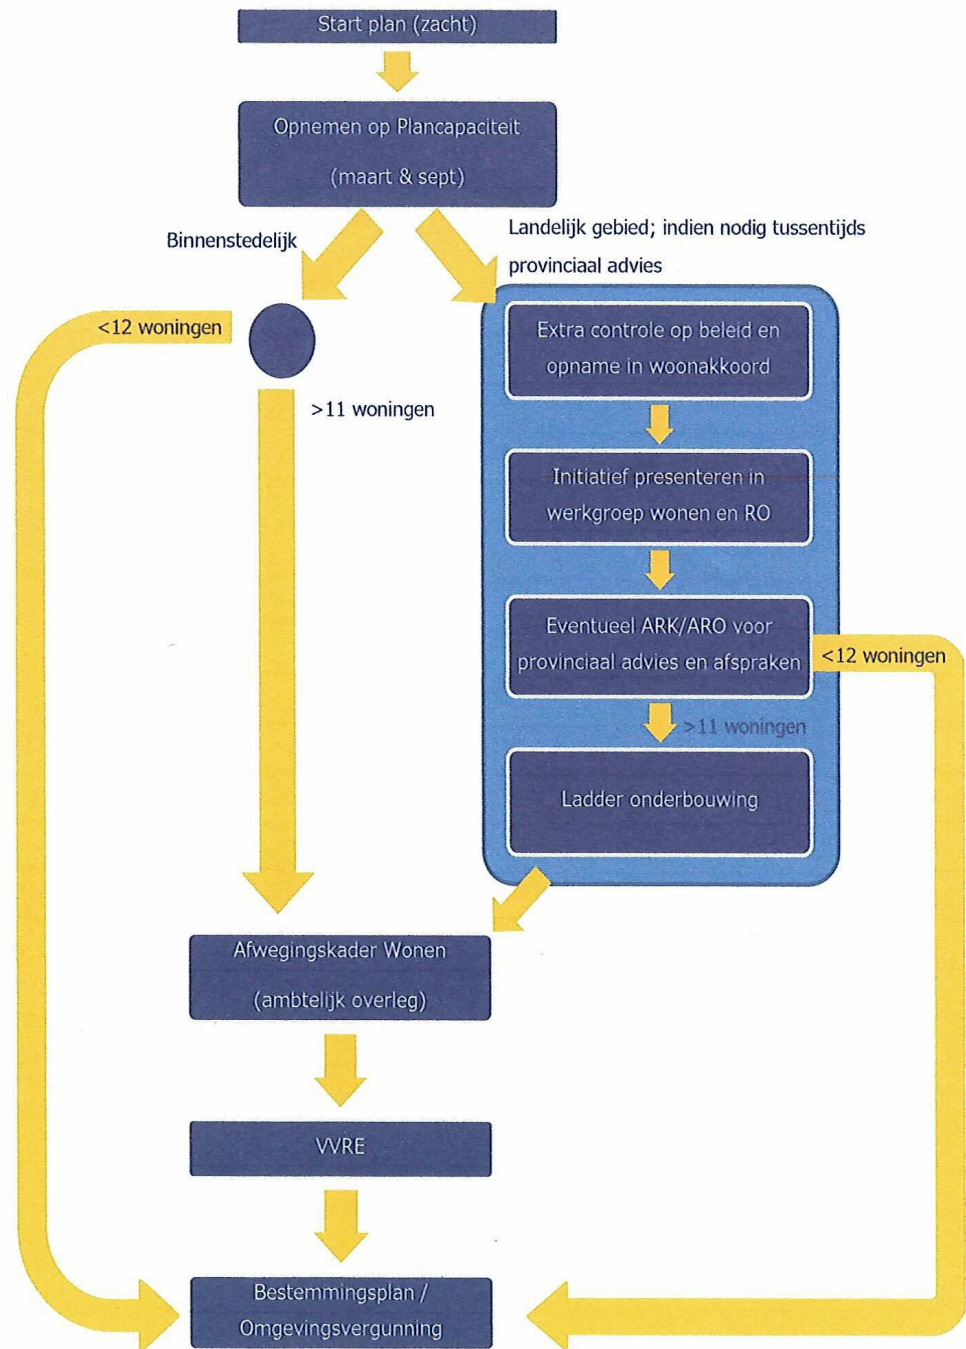 Start plan (zacht)
Opnemen op Plancapaciteit
(maart & sept)
Binnenstedelijk
Landelijk gebied; indien nodig tussentijds
provinciaal advies
<12 woningen
>11 woningen
Extra controle op beleid en
opname in woonakkoord
Initiatief presenteren in
werkgroep wonen en RO
Eventueel ARK/ARO voor
provinciaal advies en afspraken
<12 woningen
>11 woningen
Ladder onderbouwing
Afwegingskader Wonen
(ambtelijk overleg)
VVRE
Bestemmingsplan /
Omgevingsvergunning